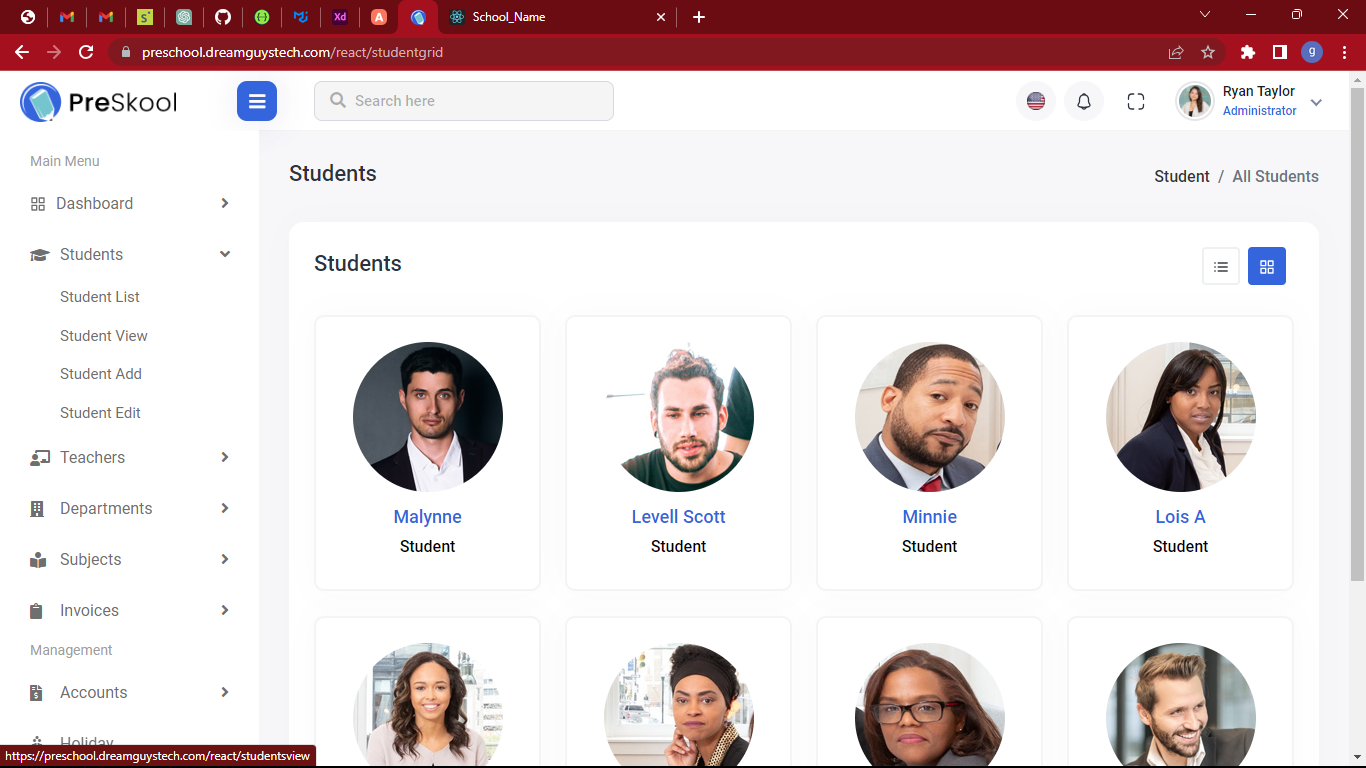 School_Name
preschool.dreamguystech.com/react/studentgrid
g
PreSkool
Search here
Ryan Taylor
Administrator
Main Menu
Dashboard
Students
Student List
Student View
Student Add
Student Edit
Teachers
Departments
Subjects
Invoices
Management
Accounts
Holiday
Students
Student / All Students
Students
Malynne
Student
Levell Scott
Student
Minnie
Student
Lois A
Student
https://preschool.dreamguystech.com/react/studentsview